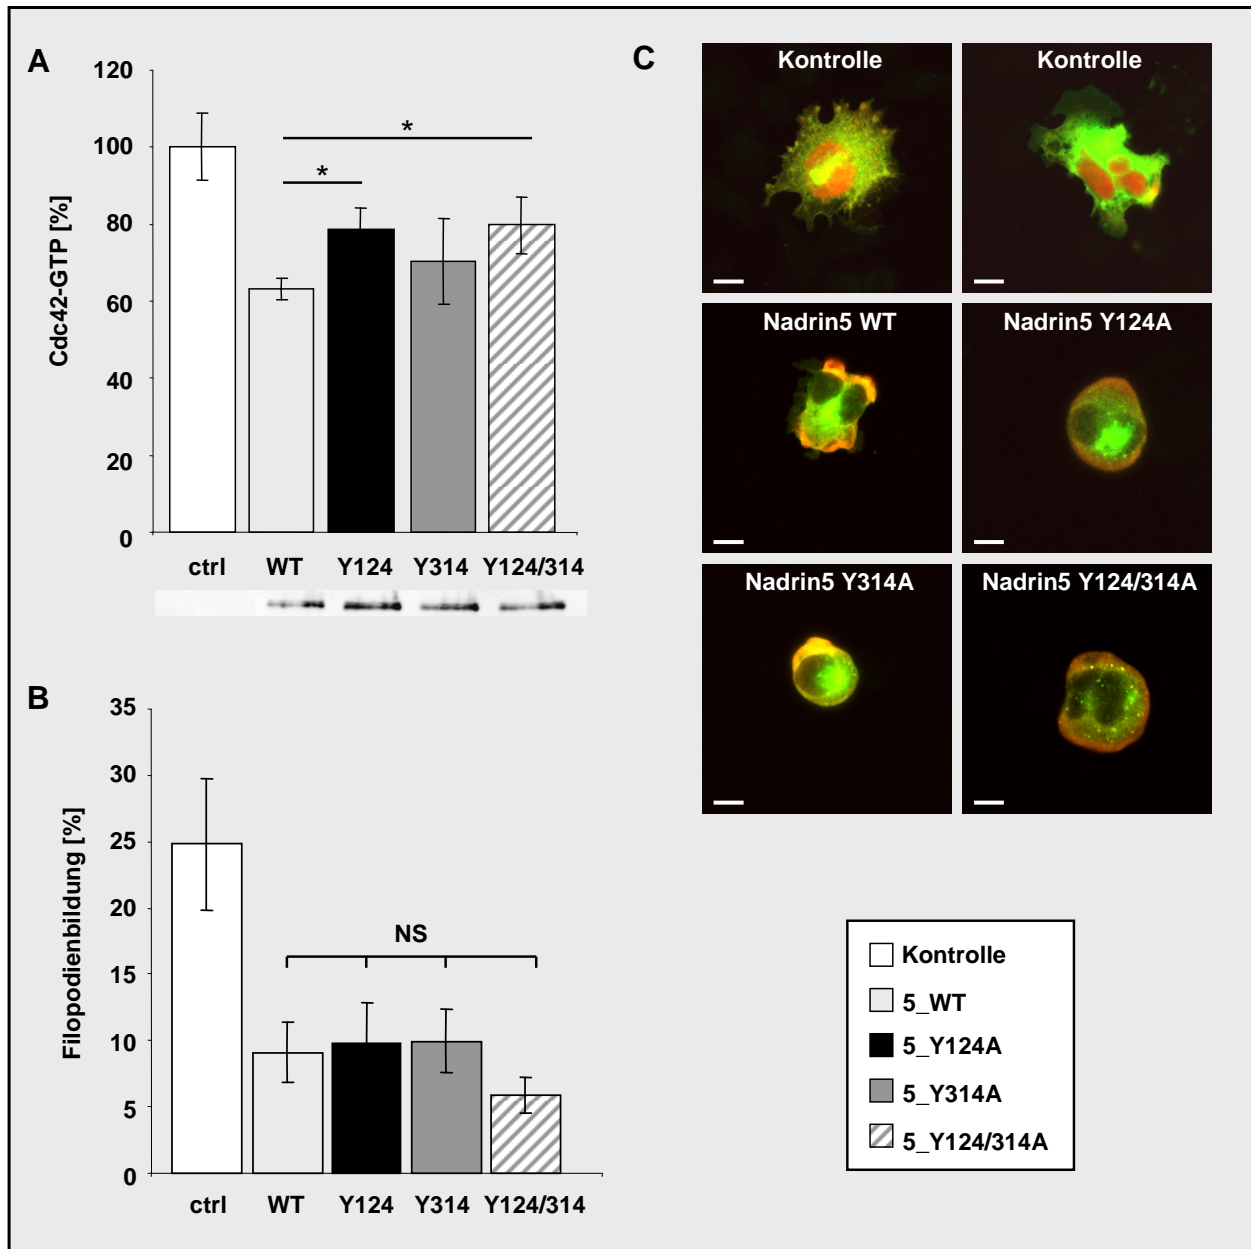 A
Cdc42-GTP [%]
120
100
80
60
40
20
0
*
*
ctrl WT Y124 Y314 Y124/314
B
Filopodienbildung [%]
35
30
25
20
15
10
5
0
NS
ctrl WT Y124 Y314 Y124/314
C
Kontrolle Kontrolle
Nadrin5 WT Nadrin5 Y124A
Nadrin5 Y314A Nadrin5 Y124/314A
Kontrolle
5_WT
5_Y124A
5_Y314A
5_Y124/314A